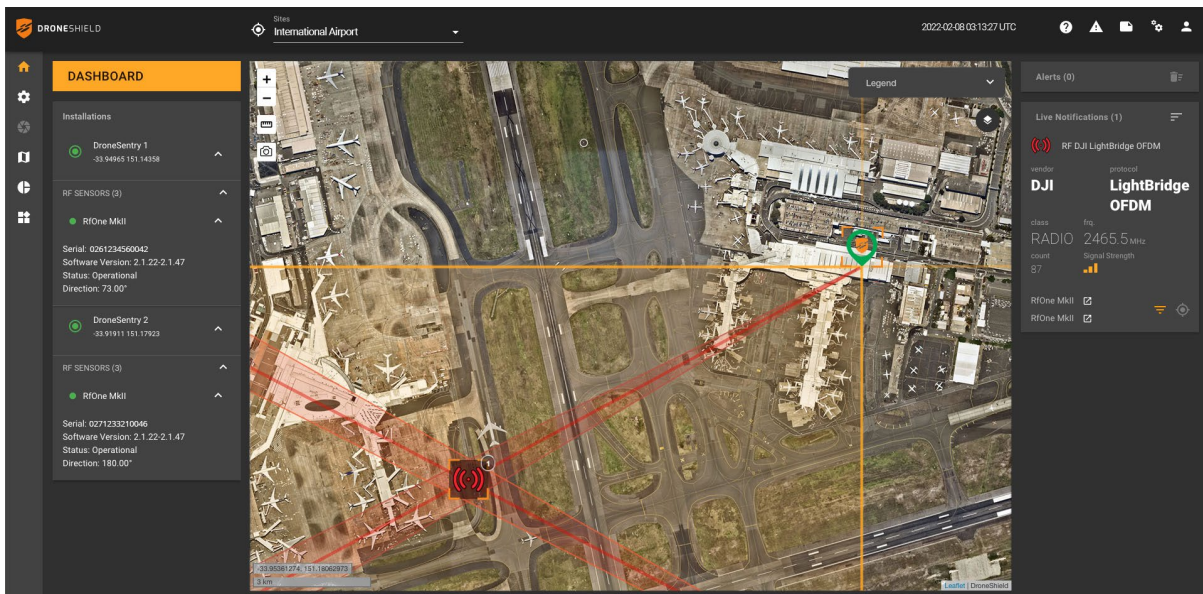 DRONESHIELD
Sites
International Airport
2022-02-08 03:13:27 UTC
DASHBOARD
Installations
DroneSentry 1
-33.94965 151.14358
RF SENSORS (3)
RfOne MkII
Serial: 0261234560042
Software Version: 2.1.22-2.1.47
Status: Operational
Direction: 73.00°
DroneSentry 2
-33.91911 151.17923
RF SENSORS (3)
RfOne MkII
Serial: 0271233210046
Software Version: 2.1.22-2.1.47
Status: Operational
Direction: 180.00°
+
−
Legend
1
-33.95361274, 151.16062973
3 km
Leaflet | DroneShield
Alerts (0)
Live Notifications (1)
RF DJI LightBridge OFDM
vendor protocol
DJI LightBridge
OFDM
class frq.
RADIO 2465.5 MHz
count Signal Strength
87
RfOne MkII
RfOne MkII